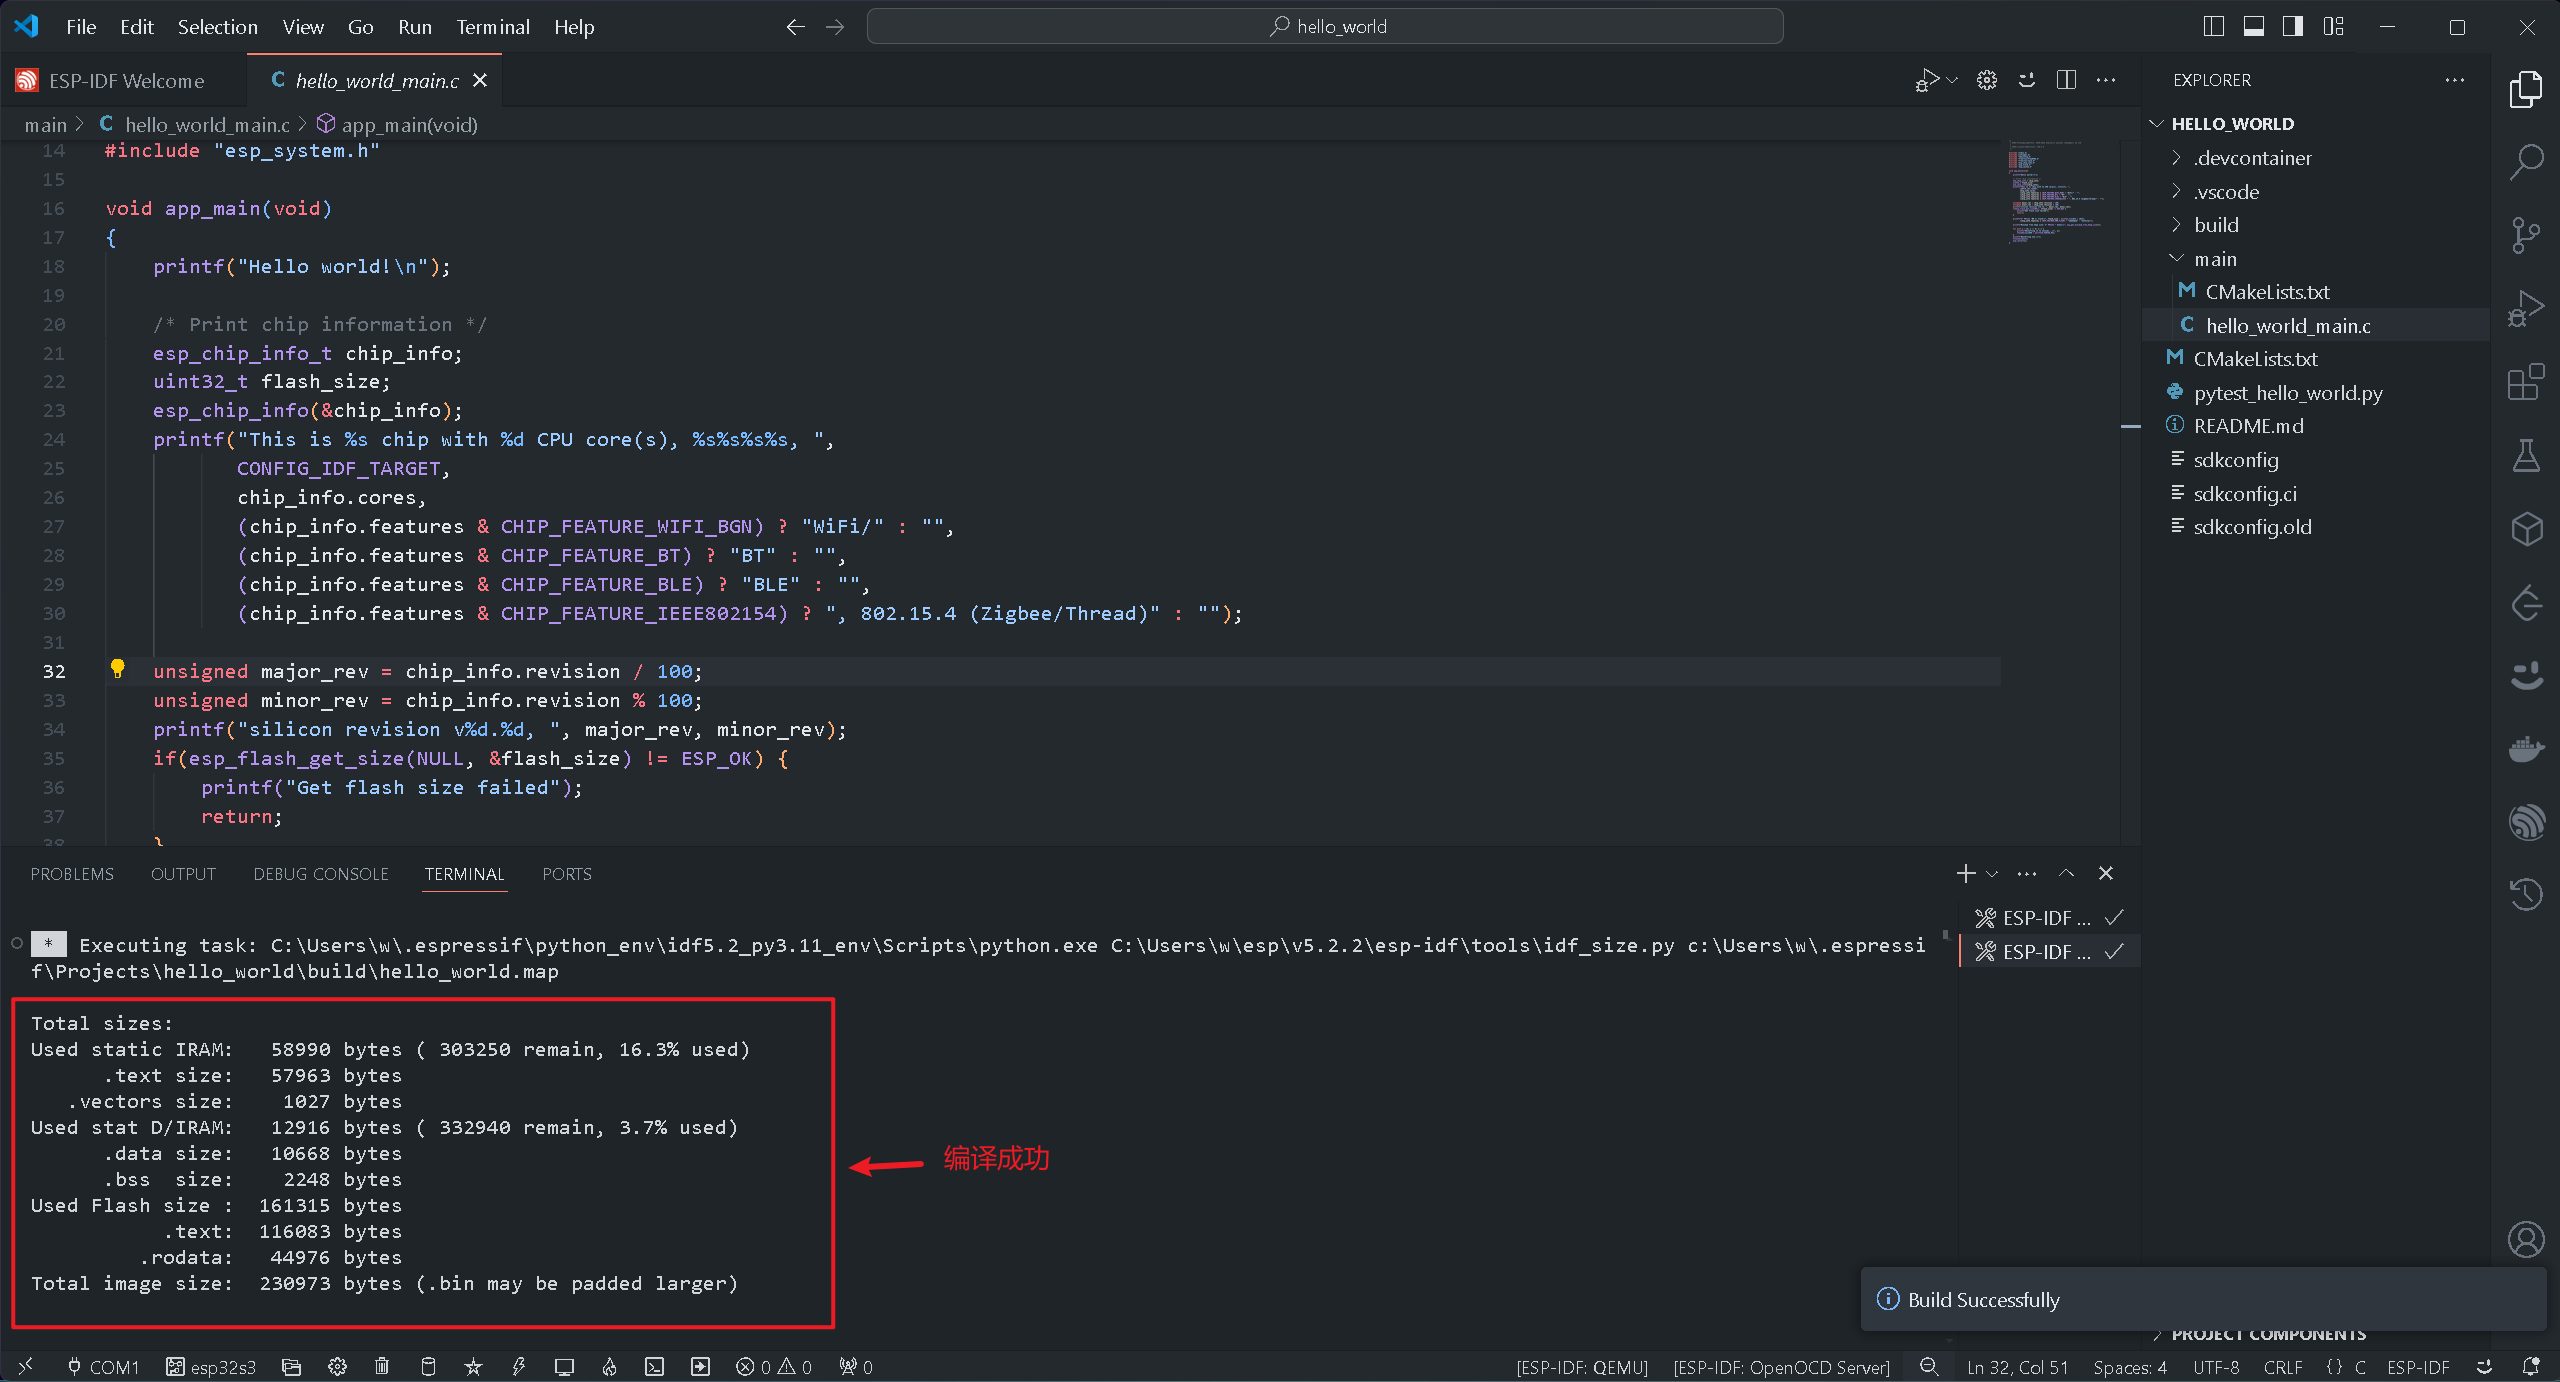 File Edit Selection View Go Run Terminal Help
hello_world
ESP-IDF Welcome
C hello_world_main.c
main > C hello_world_main.c > app_main(void)
14 #include "esp_system.h"
15
16 void app_main(void)
17 {
18 printf("Hello world!\n");
19
20 /* Print chip information */
21 esp_chip_info_t chip_info;
22 uint32_t flash_size;
23 esp_chip_info(&chip_info);
24 printf("This is %s chip with %d CPU core(s), %s%s%s%s, ",
25 CONFIG_IDF_TARGET,
26 chip_info.cores,
27 (chip_info.features & CHIP_FEATURE_WIFI_BGN) ? "WiFi/" : "",
28 (chip_info.features & CHIP_FEATURE_BT) ? "BT" : "",
29 (chip_info.features & CHIP_FEATURE_BLE) ? "BLE" : "",
30 (chip_info.features & CHIP_FEATURE_IEEE802154) ? ", 802.15.4 (Zigbee/Thread)" : "");
31
32 unsigned major_rev = chip_info.revision / 100;
33 unsigned minor_rev = chip_info.revision % 100;
34 printf("silicon revision v%d.%d, ", major_rev, minor_rev);
35 if(esp_flash_get_size(NULL, &flash_size) != ESP_OK) {
36 printf("Get flash size failed");
37 return;
38 }
EXPLORER
HELLO_WORLD
.devcontainer
.vscode
build
main
M CMakeLists.txt
C hello_world_main.c
M CMakeLists.txt
pytest_hello_world.py
README.md
sdkconfig
sdkconfig.ci
sdkconfig.old
PROBLEMS OUTPUT DEBUG CONSOLE TERMINAL PORTS
ESP-IDF ...
ESP-IDF ...
* Executing task: C:\Users\w\.espressif\python_env\idf5.2_py3.11_env\Scripts\python.exe C:\Users\w\esp\v5.2.2\esp-idf\tools\idf_size.py c:\Users\w\.espressi
f\Projects\hello_world\build\hello_world.map
Total sizes:
Used static IRAM: 58990 bytes ( 303250 remain, 16.3% used)
.text size: 57963 bytes
.vectors size: 1027 bytes
Used stat D/IRAM: 12916 bytes ( 332940 remain, 3.7% used)
.data size: 10668 bytes
.bss size: 2248 bytes
Used Flash size : 161315 bytes
.text: 116083 bytes
.rodata: 44976 bytes
Total image size: 230973 bytes (.bin may be padded larger)
编译成功
Build Successfully
PROJECT COMPONENTS
COM1 esp32s3 0 0 0 [ESP-IDF: QEMU] [ESP-IDF: OpenOCD Server] Ln 32, Col 51 Spaces: 4 UTF-8 CRLF {} C ESP-IDF